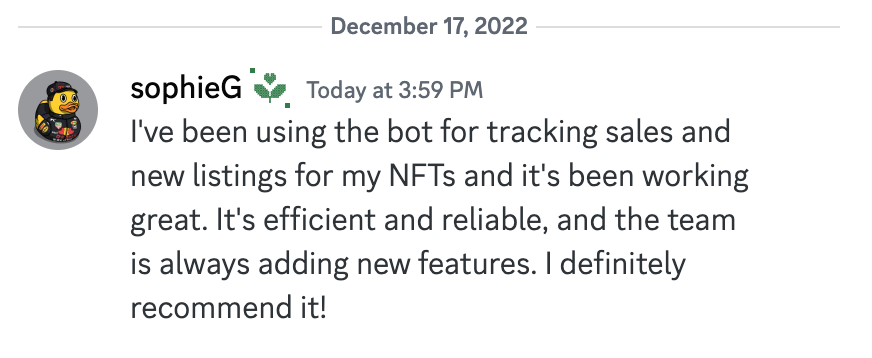 December 17, 2022
sophieG Today at 3:59 PM
I've been using the bot for tracking sales and
new listings for my NFTs and it's been working
great. It's efficient and reliable, and the team
is always adding new features. I definitely
recommend it!